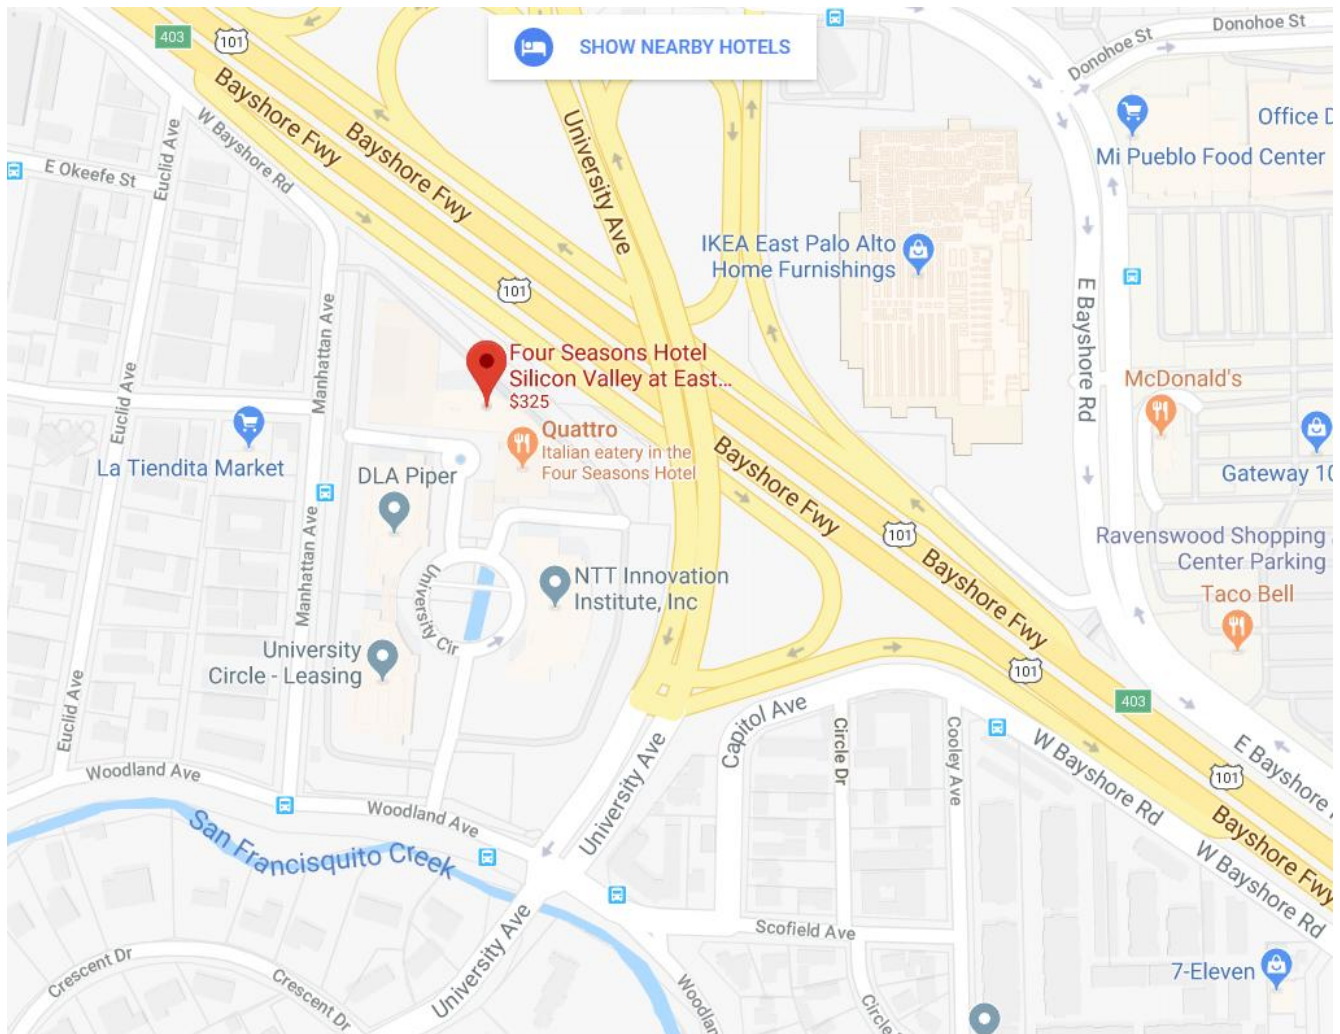 403
101
SHOW NEARBY HOTELS
Donohoe St
Donohoe St
Bayshore Fwy
Bayshore Fwy
W Bayshore Rd
University Ave
Office D
Mi Pueblo Food Center
E Okeefe St
Euclid Ave
IKEA East Palo Alto
Home Furnishings
101
E Bayshore Rd
Manhattan Ave
Four Seasons Hotel
Silicon Valley at East...
$325
McDonald's
Euclid Ave
Quattro
Italian eatery in the
Four Seasons Hotel
La Tiendita Market
DLA Piper
Bayshore Fwy
Gateway 10
101
Ravenswood Shopping
Center Parking
Manhattan Ave
University Cir
NTT Innovation
Institute, Inc
Bayshore Fwy
Taco Bell
University
Circle - Leasing
101
403
Euclid Ave
Capitol Ave
Circle Dr
Cooley Ave
W Bayshore Rd
E Bayshore R
101
Woodland Ave
Woodland Ave
University Ave
San Francisquito Creek
Bayshore Fwy
W Bayshore Rd
Scofield Ave
University Ave
Crescent Dr
Crescent Dr
Woodlan
Circle
7-Eleven